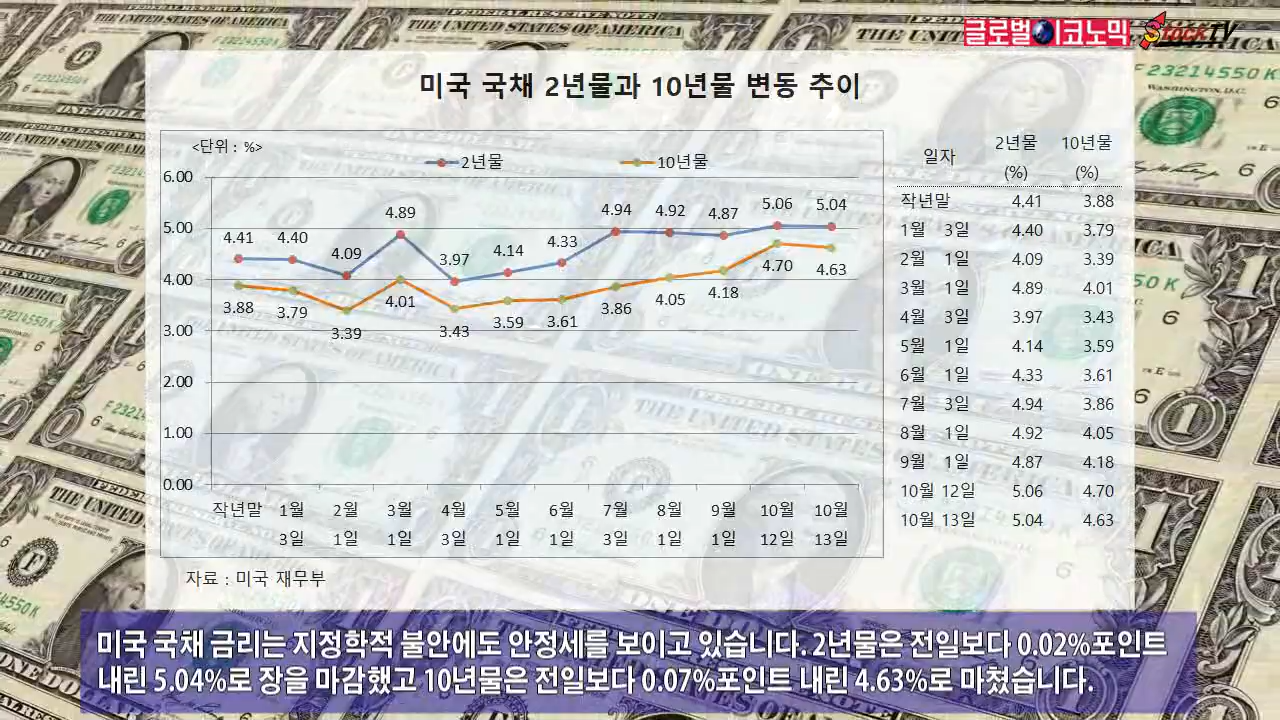 글로벌이코노믹 STOCK TV
미국 국채 2년물과 10년물 변동 추이
<단위 : %>
2년물 10년물
6.00
5.00
4.00
3.00
2.00
1.00
0.00
4.41 4.40 4.09 4.89 3.97 4.14 4.33 4.94 4.92 4.87 5.06 5.04
3.88 3.79 3.39 4.01 3.43 3.59 3.61 3.86 4.05 4.18 4.70 4.63
작년말 1월 2월 3월 4월 5월 6월 7월 8월 9월 10월 10월
3일 1일 1일 3일 1일 1일 3일 1일 1일 12일 13일
자료 : 미국 재무부
일자 2년물 10년물
(%) (%)
작년말 4.41 3.88
1월 3일 4.40 3.79
2월 1일 4.09 3.39
3월 1일 4.89 4.01
4월 3일 3.97 3.43
5월 1일 4.14 3.59
6월 1일 4.33 3.61
7월 3일 4.94 3.86
8월 1일 4.92 4.05
9월 1일 4.87 4.18
10월 12일 5.06 4.70
10월 13일 5.04 4.63
미국 국채 금리는 지정학적 불안에도 안정세를 보이고 있습니다. 2년물은 전일보다 0.02%포인트
내린 5.04%로 장을 마감했고 10년물은 전일보다 0.07%포인트 내린 4.63%로 마쳤습니다.